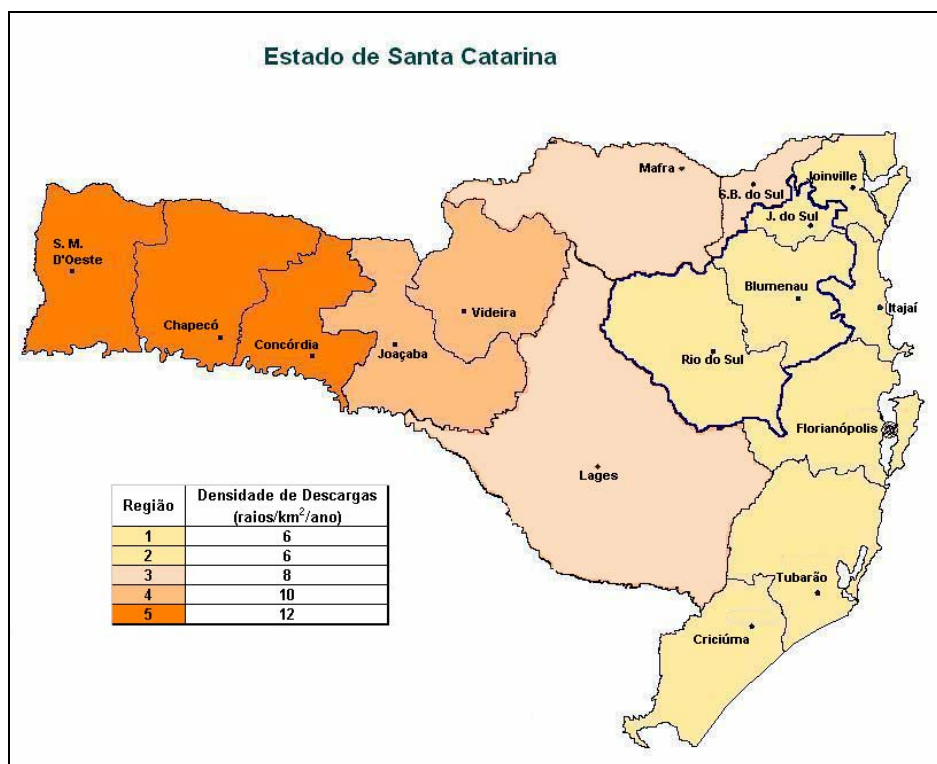 Estado de Santa Catarina
Mafra
S.B. do Sul
Joinville
J. do Sul
S. M.
D'Oeste
Blumenau
Itajaí
Videira
Chapecó
Concórdia
Joaçaba
Rio do Sul
Florianópolis
Lages
Região Densidade de Descargas
(raios/km²/ano)
1 6
2 6
3 8
4 10
5 12
Tubarão
Criciúma